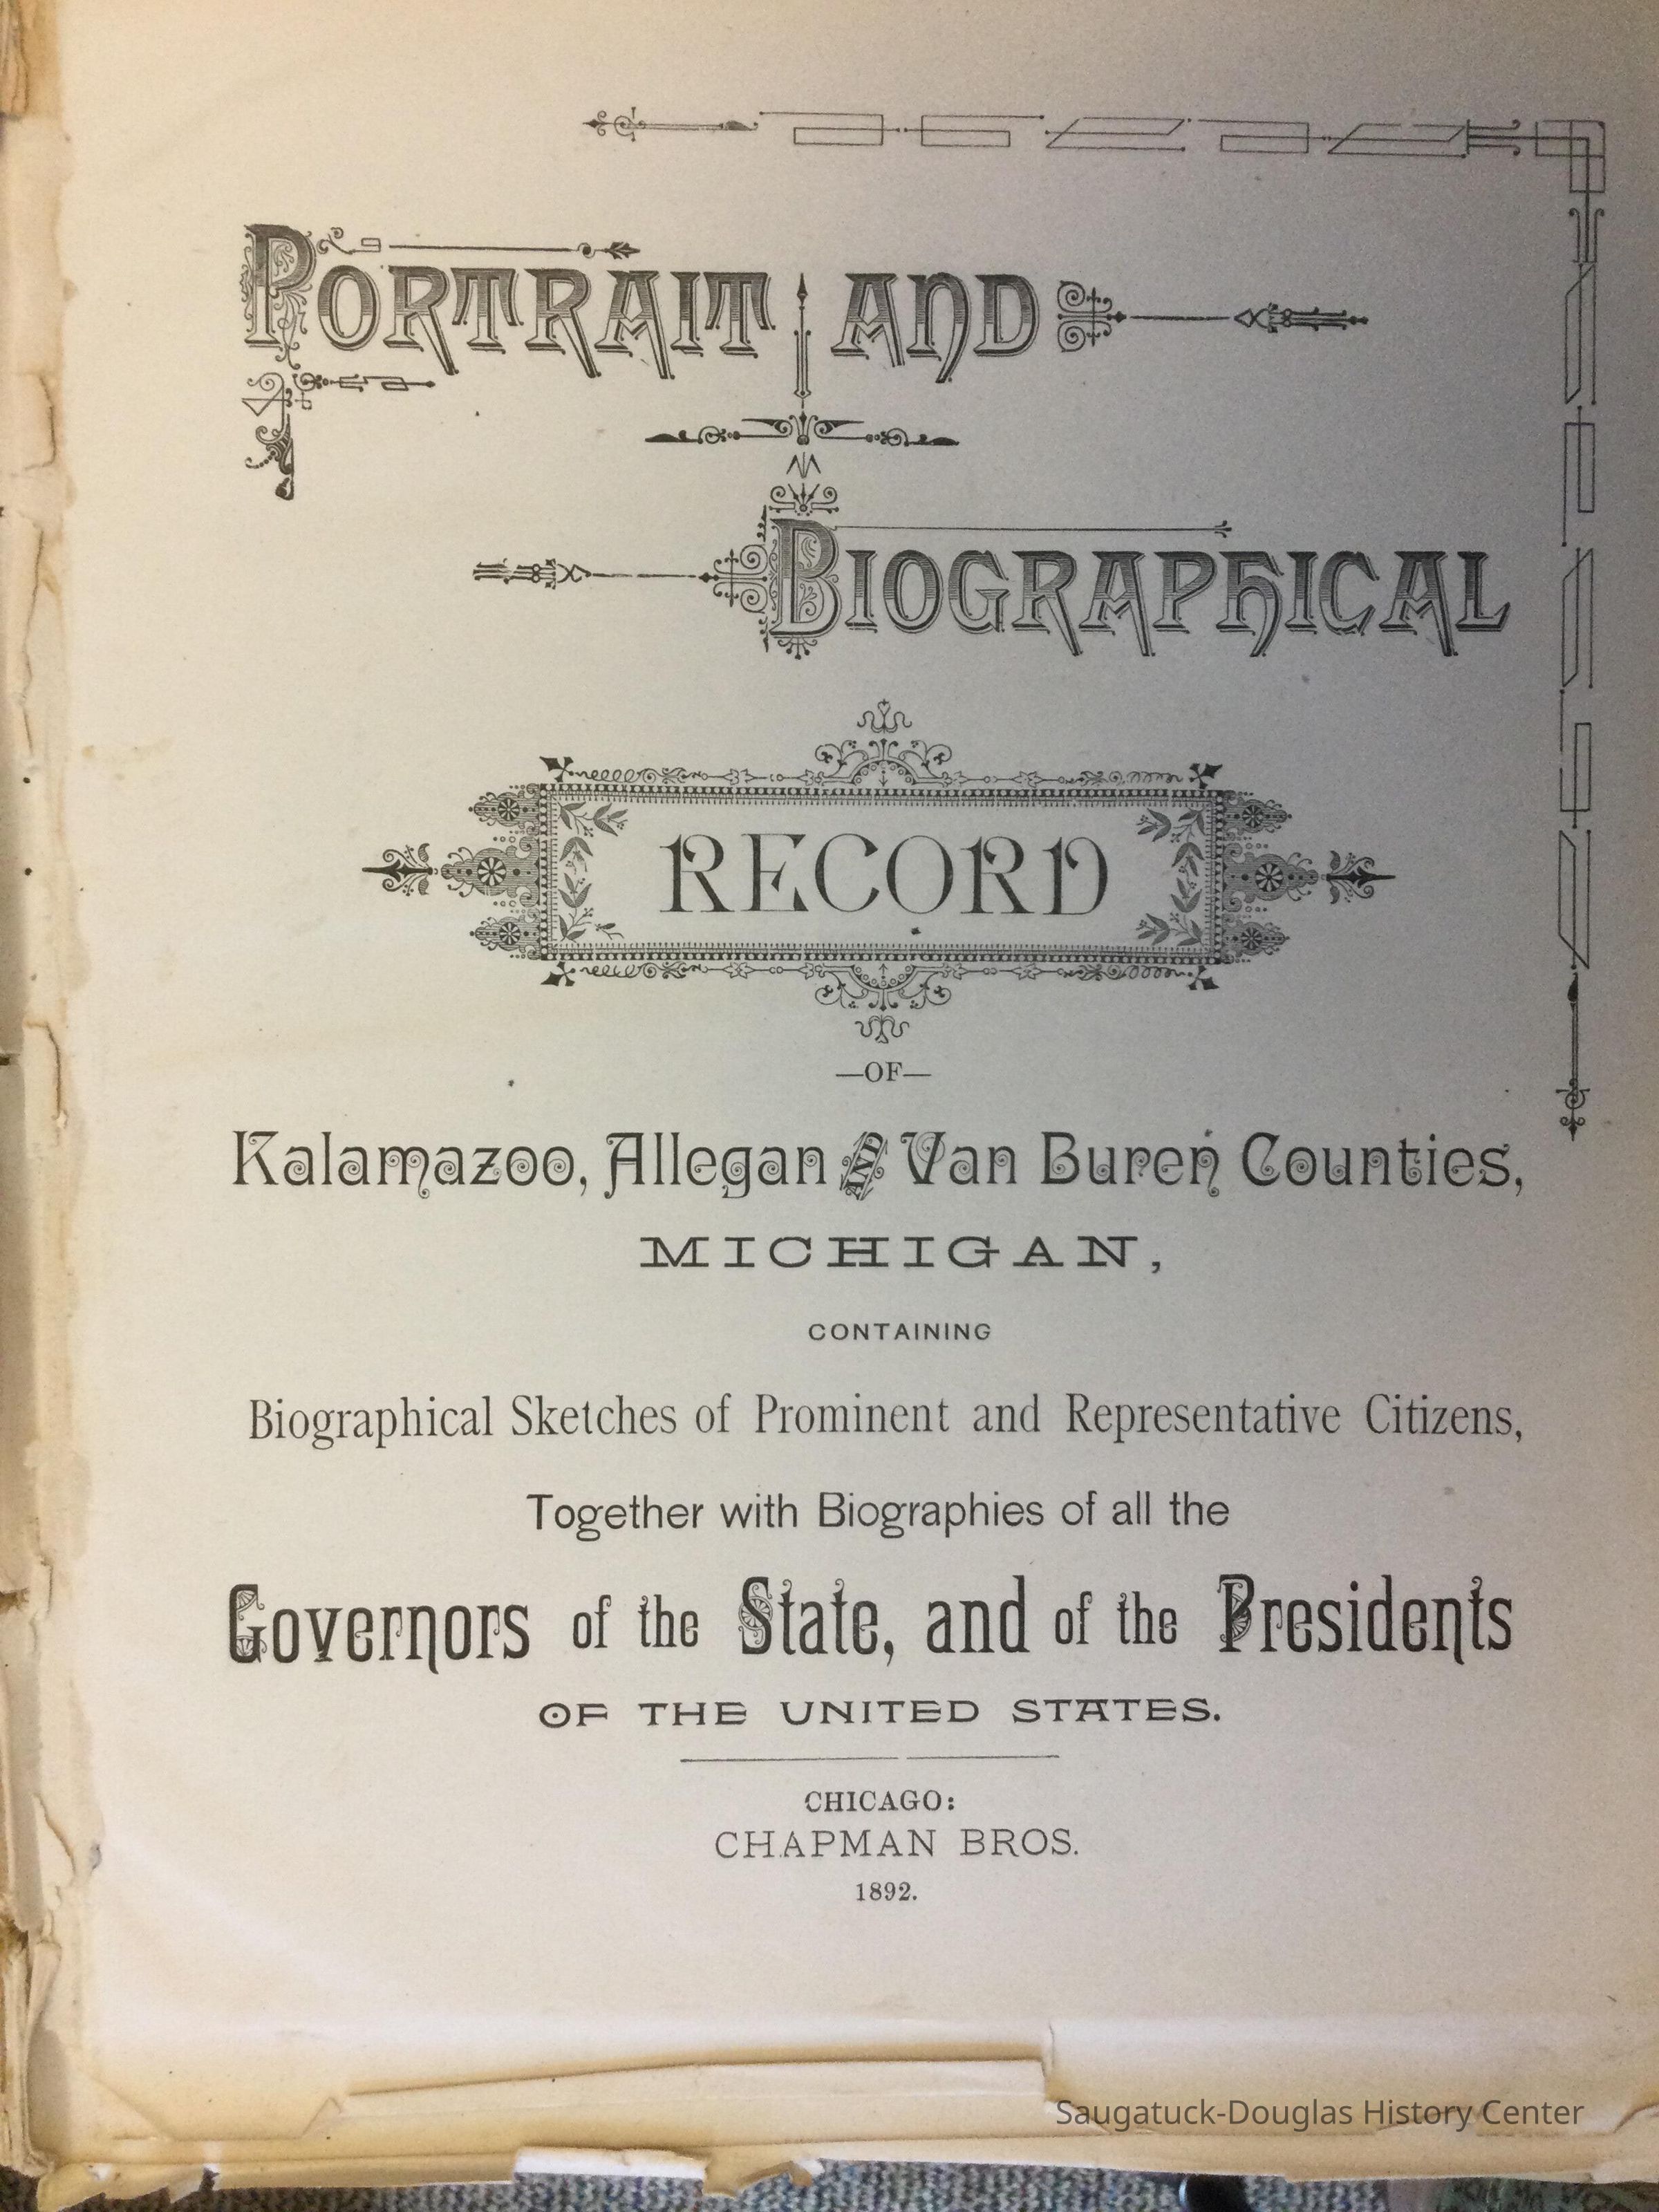 PORTRAIT AND
BIOGRAPHICAL
RECORD
—OF—
Kalamazoo, Allegan AND Van Buren Counties,
MICHIGAN,
CONTAINING
Biographical Sketches of Prominent and Representative Citizens,
Together with Biographies of all the
Governors of the State, and of the Presidents
OF THE UNITED STATES.
CHICAGO:
CHAPMAN BROS.
1892.
Saugatuck-Douglas History Center